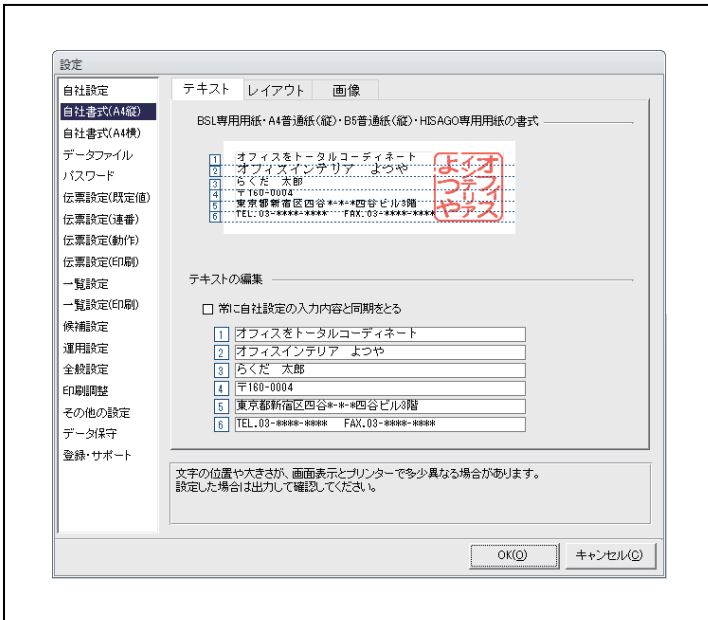 設定
自社設定
自社書式(A4縦)
自社書式(A4横)
データファイル
パスワード
伝票設定(既定値)
伝票設定(連番)
伝票設定(動作)
伝票設定(印刷)
一覧設定
一覧設定(印刷)
候補設定
運用設定
全般設定
印刷調整
その他の設定
データ保守
登録・サポート
テキスト レイアウト 画像
BSL専用用紙・A4普通紙(縦)・B5普通紙(縦)・HISAGO専用用紙の書式
1 オフィスをトータルコーディネート
2 オフィスインテリア よつや
3 らくだ 太郎
4 〒160-0004
5 東京都新宿区四谷*-*-*四谷ビル3階
6 TEL.03-****-**** FAX.03-****-****
オフィス
インテリア
よつや
テキストの編集
常に自社設定の入力内容と同期をとる
1 オフィスをトータルコーディネート
2 オフィスインテリア よつや
3 らくだ 太郎
4 〒160-0004
5 東京都新宿区四谷*-*-*四谷ビル3階
6 TEL.03-****-**** FAX.03-****-****
文字の位置や大きさが、画面表示とプリンターで多少異なる場合があります。
設定した場合は出力して確認してください。
OK(O) キャンセル(C)